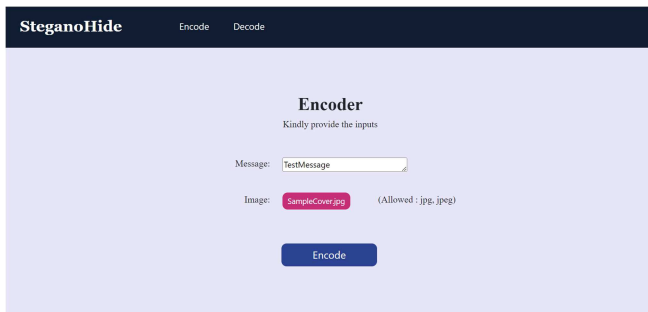 SteganoHide Encode Decode
Encoder
Kindly provide the inputs
Message: TestMessage
Image: SampleCover.jpg (Allowed : jpg, jpeg)
Encode